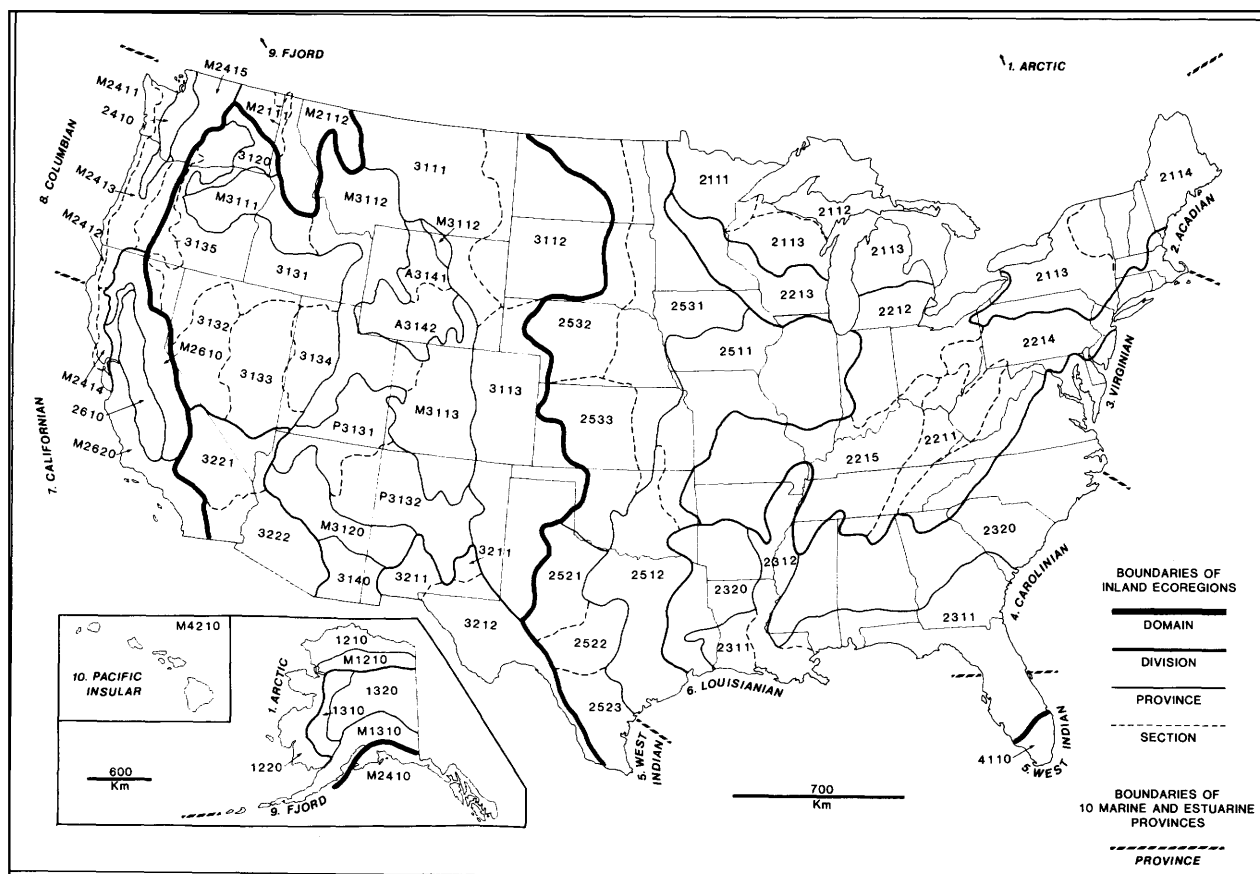 9. FJORD
1. ARCTIC
M2415
M2411
2410
M211
M2112
3120
3111
2111
2114
8. COLUMBIAN
M2413
M3111
M3112
M3112
2112
2. ACADIAN
M2412
3135
3112
2113
2113
2113
3131
A3141
2531
2213
2212
A3142
2532
2214
3132
3134
2511
M2610
3133
3113
3. VIRGINIAN
M2414
M3113
2533
2610
P3131
2211
7. CALIFORNIAN
M2620
3221
2215
P3132
M3120
3222
3211
2320
3140
3211
2521
2512
2312
2320
3212
2311
2522
2311
4. CAROLINIAN
2523
6. LOUISIANIAN
5. WEST
INDIAN
4110
5. WEST
INDIAN
M4210
10. PACIFIC
INSULAR
1210
M1210
1. ARCTIC
1320
1310
M1310
1220
M2410
9. FJORD
600
Km
700
Km
BOUNDARIES OF
INLAND ECOREGIONS
DOMAIN
DIVISION
PROVINCE
SECTION
BOUNDARIES OF
10 MARINE AND ESTUARINE
PROVINCES
PROVINCE